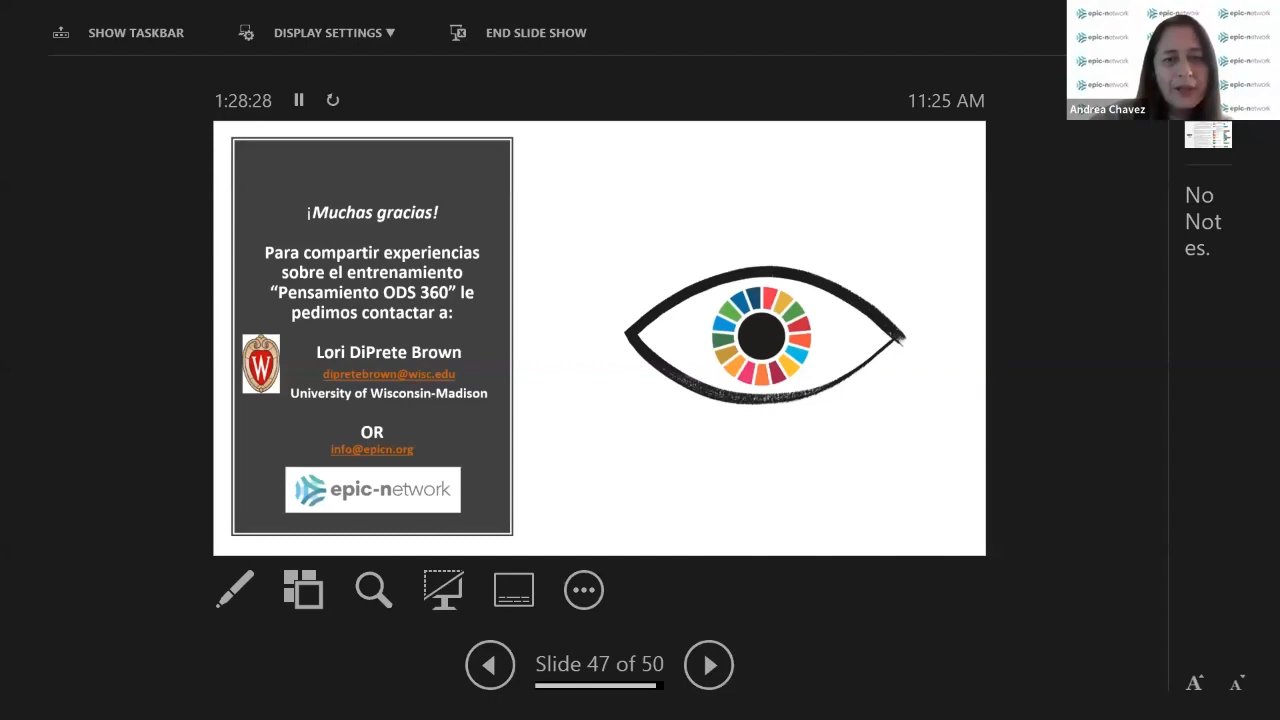 SHOW TASKBAR
DISPLAY SETTINGS ▼
END SLIDE SHOW
1:28:28
11:25 AM
epic-network
Andrea Chavez
¡Muchas gracias!
Para compartir experiencias
sobre el entrenamiento
“Pensamiento ODS 360” le
pedimos contactar a:
W
Lori DiPrete Brown
dipretebrown@wisc.edu
University of Wisconsin-Madison
OR
info@epicn.org
epic-network
No
Not
es.
Slide 47 of 50
A
A